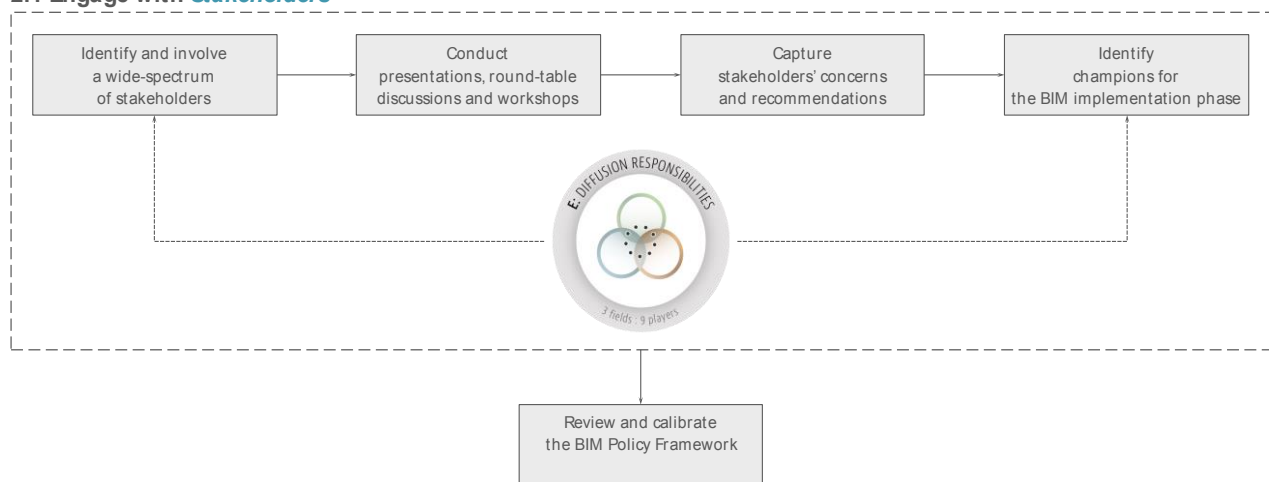 2.4 Engage with Stakeholders
Identify and involve
a wide-spectrum
of stakeholders
Conduct
presentations, round-table
discussions and workshops
Capture
stakeholders' concerns
and recommendations
Identify
champions for
the BIM implementation phase
E: DIFFUSION RESPONSIBILITIES
3 fields : 9 players
Review and calibrate
the BIM Policy Framework